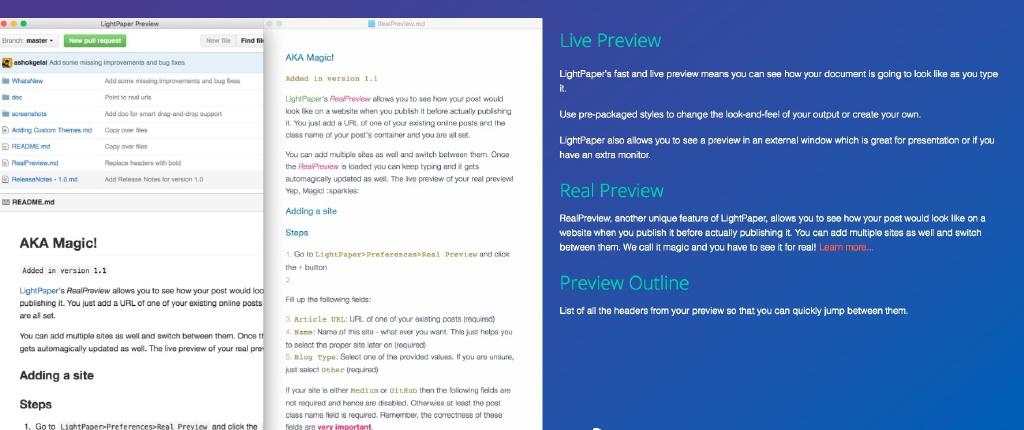 LightPaper Preview
Branch: master
New pull request
New file
Find
ashokgelal Add some missing improvements and bug fixes
WhatsNew Add some missing improvements and bug fixes
doc Point to real urls
screenshots Add doc for smart drag-and-drop support
Adding Custom Themes.md Copy over files
README.md Copy over files
RealPreview.md Replace headers with bold
ReleaseNotes - 1.0.md Add Release Notes for version 1.0
README.md
AKA Magic!
Added in version 1.1
LightPaper's RealPreview allows you to see how your post would
publishing it. You just add a URL of one of your existing online posts
are all set.
You can add multiple sites as well and switch between them. Once
gets automagically updated as well. The live preview of your real
Adding a site
Steps
1. Go to LightPaper>Preferences>Real Preview and click the
RealPreview.md
AKA Magic!
Added in version 1.1
LightPaper's RealPreview allows you to see how your post would
look like on a website when you publish it before actually publishing
it. You just add a URL of one of your existing online posts and the
class name of your post's container and you are all set.
You can add multiple sites as well and switch between them. Once
the RealPreview is loaded you can keep typing and it gets
automagically updated as well. The live preview of your real preview!
Yep, Magic! :sparkles:
Adding a site
Steps
1. Go to LightPaper>Preferences>Real Preview and click
the + button
2.
Fill up the following fields:
3. Article URL: URL of one of your existing posts (required)
4. Name: Name of this site - what ever you want. This just helps you
to select the proper site later on (required)
5. Blog Type: Select one of the provided values. If you are unsure,
just select Other (required)
If your site is either Medium or GitHub then the following fields are
not required and hence are disabled. Otherwise at least the post
class name field is required. Remember, the correctness of these
fields are very important.
Live Preview
LightPaper's fast and live preview means you can see how your document is going to look like as you type
it.
Use pre-packaged styles to change the look-and-feel of your output or create your own.
LightPaper also allows you to see a preview in an external window which is great for presentation or if you
have an extra monitor.
Real Preview
RealPreview, another unique feature of LightPaper, allows you to see how your post would look like on a
website when you publish it before actually publishing it. You can add multiple sites as well and switch
between them. We call it magic and you have to see it for real! Learn more...
Preview Outline
List of all the headers from your preview so that you can quickly jump between them.